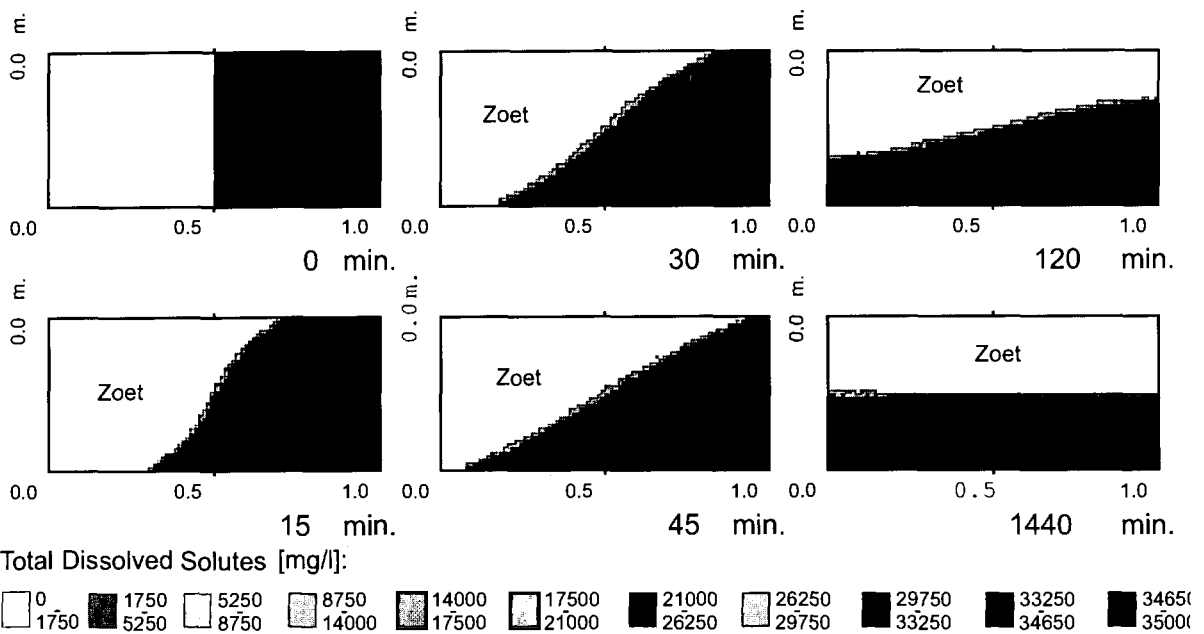 0.0 m.
0.0 m.
0.0 m.
Zoet
Zoet
0.0 0.5 1.0
0.0 0.5 1.0
0.0 0.5 1.0
0 min.
30 min.
120 min.
0.0 m.
0.0 m.
0.0 m.
Zoet
Zoet
Zoet
0.0 0.5 1.0
0.0 0.5 1.0
0.0 0.5 1.0
15 min.
45 min.
1440 min.
Total Dissolved Solutes [mg/l]:
0 - 1750
1750 - 5250
5250 - 8750
8750 - 14000
14000 - 17500
17500 - 21000
21000 - 26250
26250 - 29750
29750 - 33250
33250 - 34650
34650 - 35000